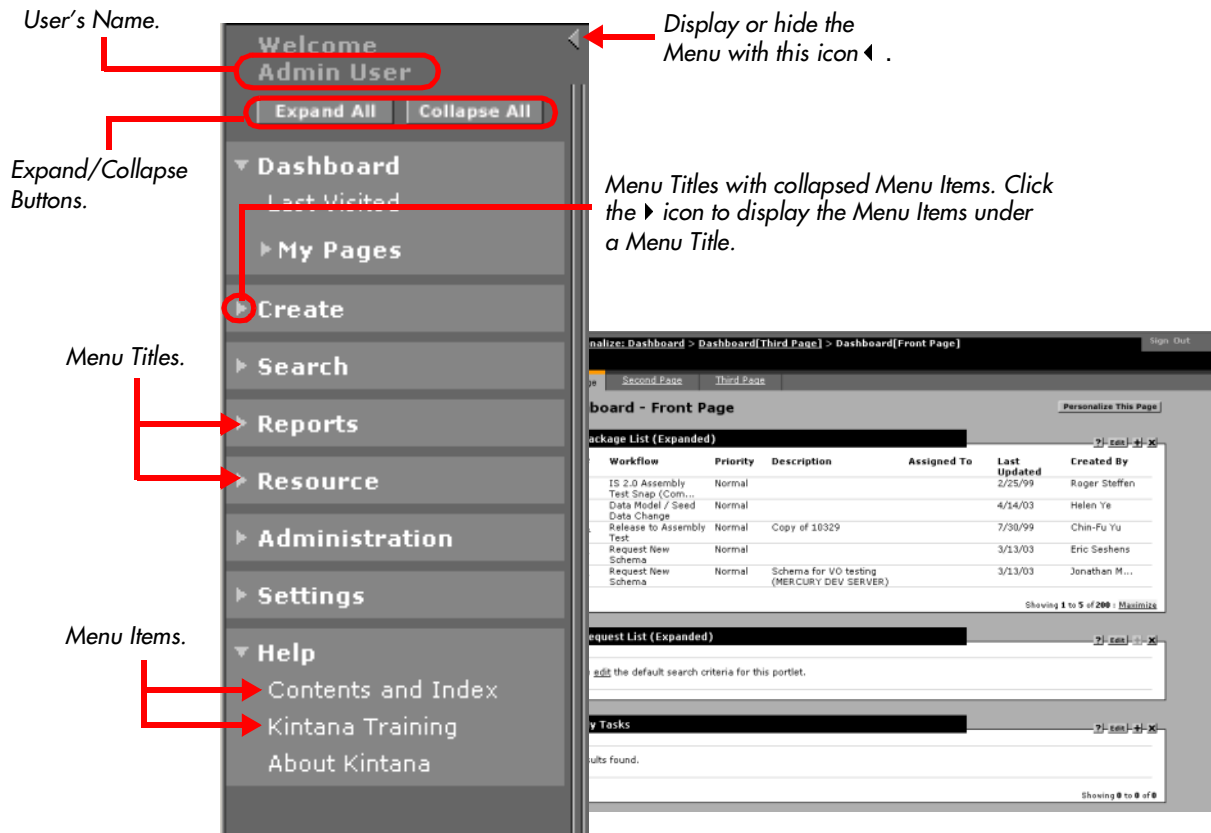 User's Name.
Display or hide the
Menu with this icon .
Welcome
Admin User
Expand All
Collapse All
Expand/Collapse
Buttons.
Dashboard
Last Visited
My Pages
Menu Titles with collapsed Menu Items. Click
the icon to display the Menu Items under
a Menu Title.
Create
Menu Titles.
Search
Reports
Resource
Administration
Settings
Menu Items.
Help
Contents and Index
Kintana Training
About Kintana
nalize: Dashboard > Dashboard[Third Page] > Dashboard[Front Page]
Sign Out
ge Second Page Third Page
board - Front Page
Personalize This Page
ackage List (Expanded)
? Edit + X
Workflow Priority Description Assigned To Last Updated Created By
IS 2.0 Assembly Test Snap (Com... Normal 2/25/99 Roger Steffen
Data Model / Seed Data Change Normal 4/14/03 Helen Ye
Release to Assembly Test Normal Copy of 10329 7/30/99 Chin-Fu Yu
Request New Schema Normal 3/13/03 Eric Seshens
Request New Schema Normal Schema for VO testing (MERCURY DEV SERVER) 3/13/03 Jonathan M...
Showing 1 to 5 of 200 : Maximize
equest List (Expanded)
? Edit + X
edit the default search criteria for this portlet.
y Tasks
? Edit + X
sults found.
Showing 0 to 0 of 0